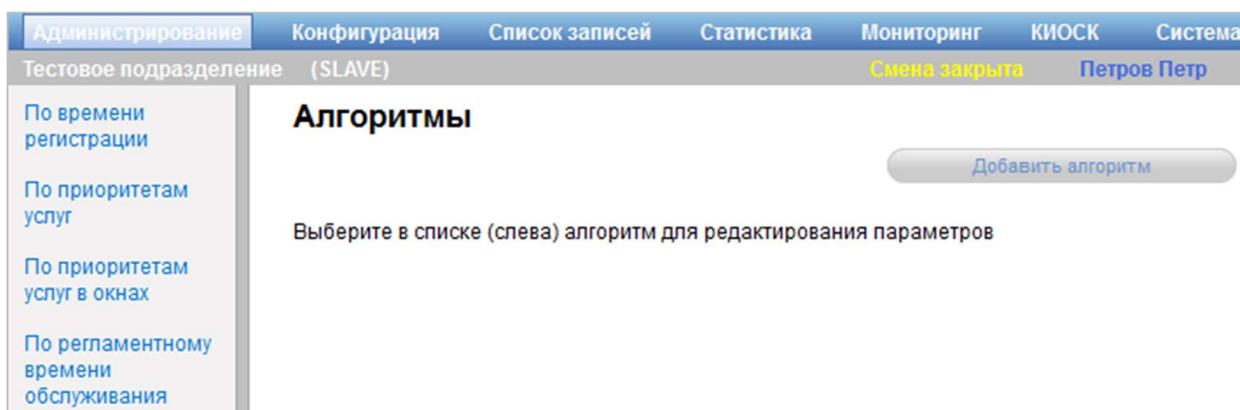 Администрирование Конфигурация Список записей Статистика Мониторинг КИОСК Система
Тестовое подразделение (SLAVE) Смена закрыта Петров Петр
По времени
регистрации
По приоритетам
услуг
По приоритетам
услуг в окнах
По регламентному
времени
обслуживания
Алгоритмы
Добавить алгоритм
Выберите в списке (слева) алгоритм для редактирования параметров